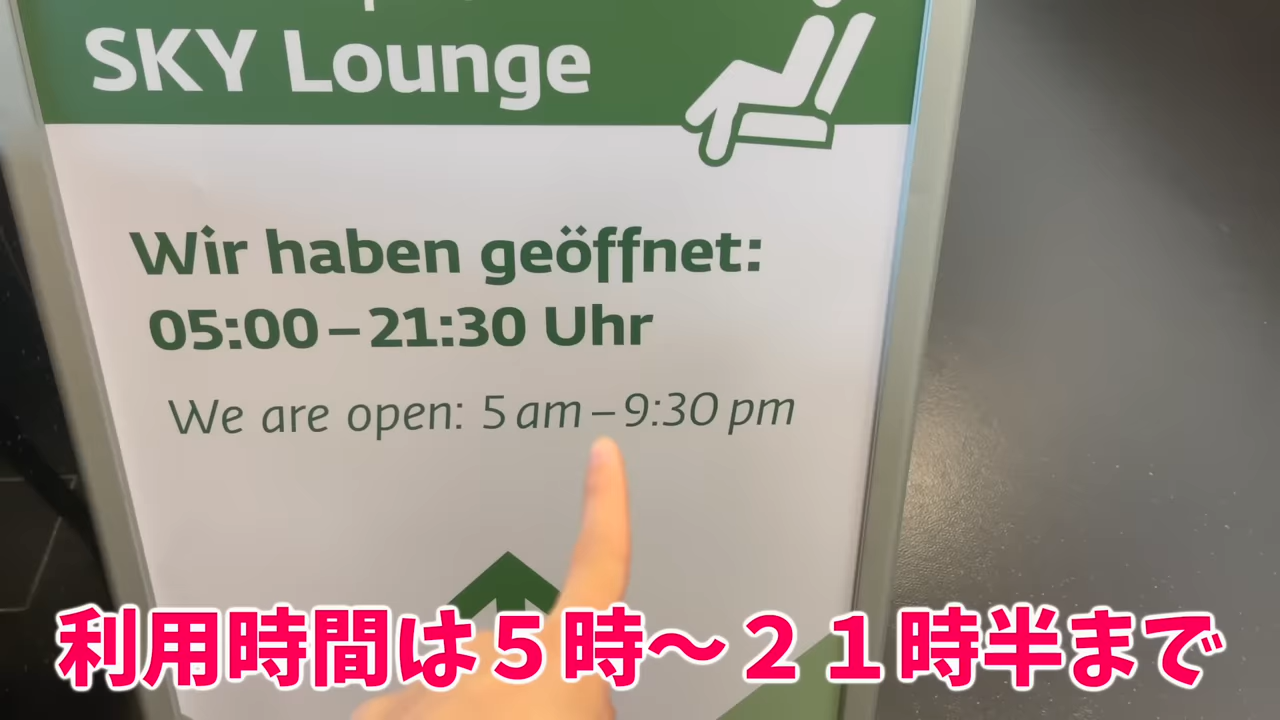 SKY Lounge
Wir haben geöffnet:
05:00 – 21:30 Uhr
We are open: 5 am – 9:30 pm
利用時間は５時～２１時半まで